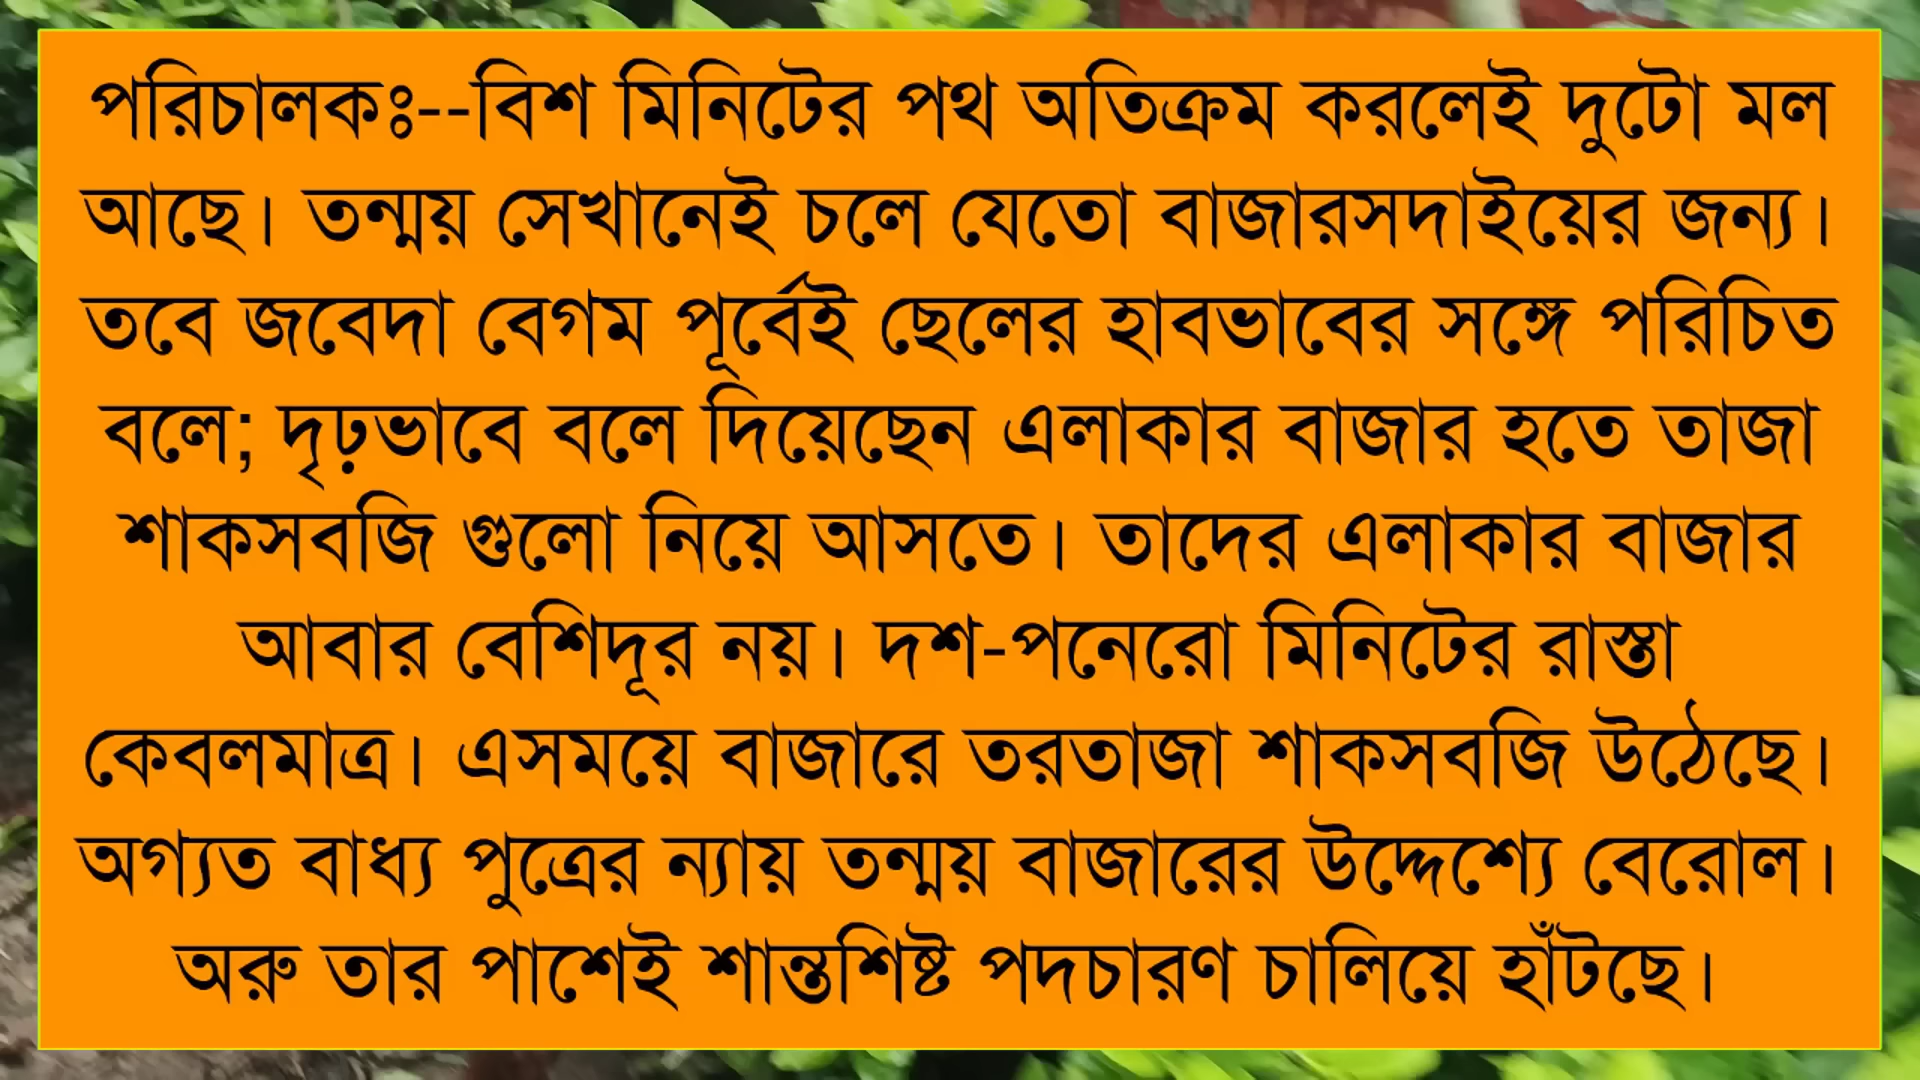 পরিচালকঃ--বিশ মিনিটের পথ অতিক্রম করলেই দুটো মল
আছে। তন্ময় সেখানেই চলে যেতো বাজারসদাইয়ের জন্য।
তবে জবেদা বেগম পূর্বেই ছেলের হাবভাবের সঙ্গে পরিচিত
বলে; দৃঢ়ভাবে বলে দিয়েছেন এলাকার বাজার হতে তাজা
শাকসবজি গুলো নিয়ে আসতে। তাদের এলাকার বাজার
আবার বেশিদূর নয়। দশ-পনেরো মিনিটের রাস্তা
কেবলমাত্র। এসময়ে বাজারে তরতাজা শাকসবজি উঠেছে।
অগ্যত বাধ্য পুত্রের ন্যায় তন্ময় বাজারের উদ্দেশ্যে বেরোল।
অরু তার পাশেই শান্তশিষ্ট পদচারণ চালিয়ে হাঁটছে।